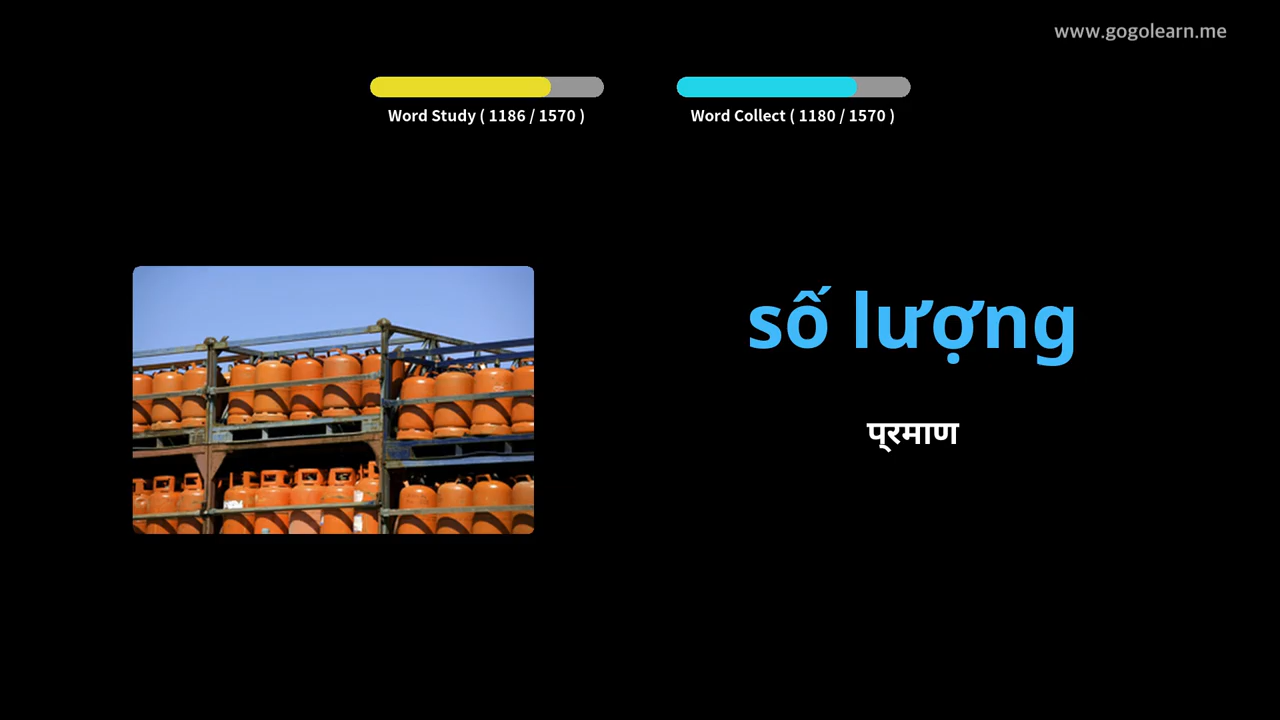 www.gogolearn.me
Word Study ( 1186 / 1570 )
Word Collect ( 1180 / 1570 )
số lượng
प्रमाण